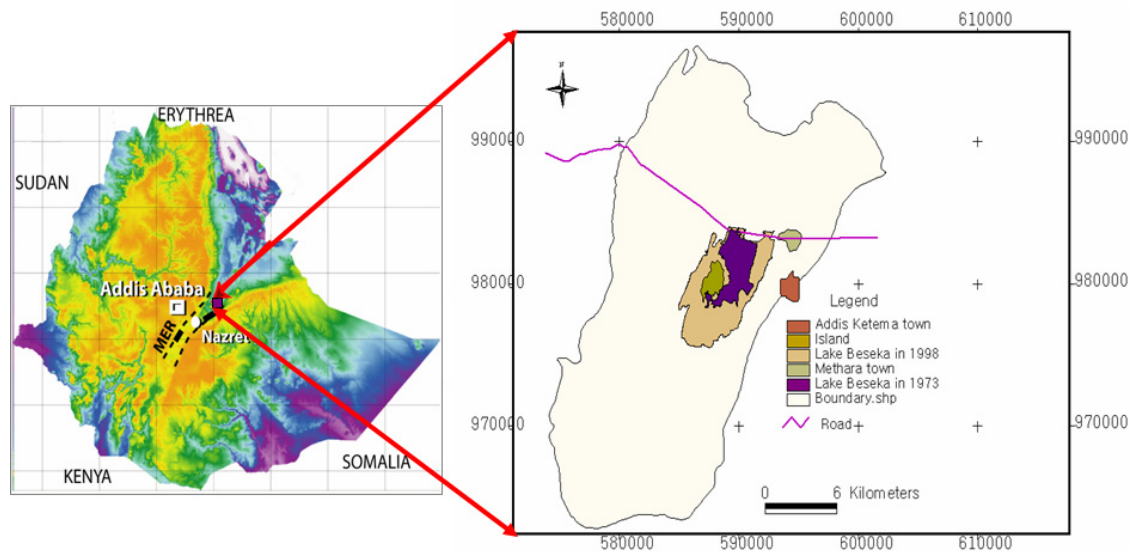 ERYTHREA
SUDAN
Addis Ababa
MER
Nazret
SOMALIA
KENYA
580000 590000 600000 610000
N
990000 990000
980000 980000
Legend
Addis Ketema town
Island
Lake Beseka in 1998
Methara town
Lake Beseka in 1973
Boundary.shp
Road
970000 970000
0 6 Kilometers
580000 590000 600000 610000